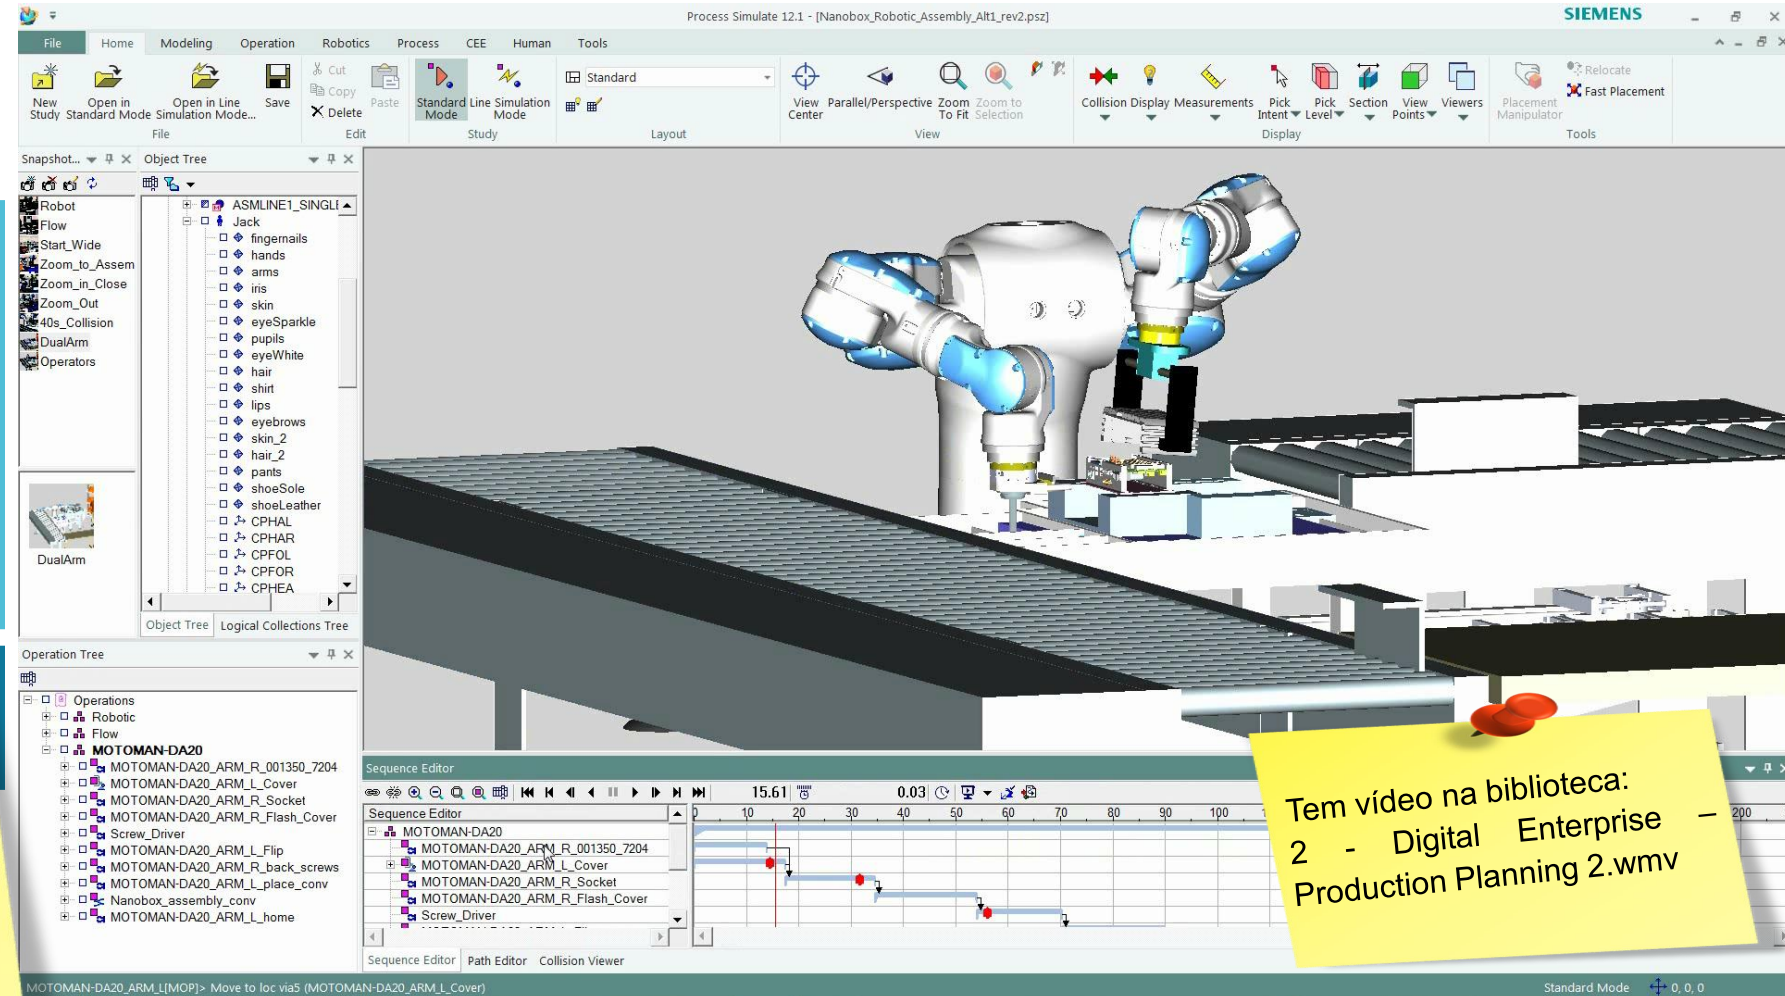 Process Simulate 12.1 - [Nanobox_Robotic_Assembly_Alt1_rev2.psz]
SIEMENS
File Home Modeling Operation Robotics Process CEE Human Tools
New Study
Open in Standard Mode
Open in Line Simulation Mode...
Save
Cut
Copy
Delete
Paste
Standard Mode
Line Simulation Mode
Standard
View Center
Parallel/Perspective
Zoom To Fit
Zoom to Selection
Collision
Display
Measurements
Pick Intent
Pick Level
Section
View Points
Viewers
Placement Manipulator
Relocate
Fast Placement
File Edit Study Layout View Display Tools
Snapshot...
Robot
Flow
Start_Wide
Zoom_to_Assem
Zoom_in_Close
Zoom_Out
40s_Collision
DualArm
Operators
DualArm
Object Tree
ASMLINE1_SINGLE
Jack
fingernails
hands
arms
iris
skin
eyeSparkle
pupils
eyeWhite
hair
shirt
lips
eyebrows
skin_2
hair_2
pants
shoeSole
shoeLeather
CPHAL
CPHAR
CPFOL
CPFOR
CPHEA
Object Tree Logical Collections Tree
Operation Tree
Operations
Robotic
Flow
MOTOMAN-DA20
MOTOMAN-DA20_ARM_R_001350_7204
MOTOMAN-DA20_ARM_L_Cover
MOTOMAN-DA20_ARM_R_Socket
MOTOMAN-DA20_ARM_R_Flash_Cover
Screw_Driver
MOTOMAN-DA20_ARM_L_Flip
MOTOMAN-DA20_ARM_R_back_screws
MOTOMAN-DA20_ARM_L_place_conv
Nanobox_assembly_conv
MOTOMAN-DA20_ARM_L_home
Sequence Editor
15.61 0.03
Sequence Editor
0 10 20 30 40 50 60 70 80 90 100 200
MOTOMAN-DA20
MOTOMAN-DA20_ARM_R_001350_7204
MOTOMAN-DA20_ARM_L_Cover
MOTOMAN-DA20_ARM_R_Socket
MOTOMAN-DA20_ARM_R_Flash_Cover
Screw_Driver
Sequence Editor Path Editor Collision Viewer
Tem vídeo na biblioteca:
2 - Digital Enterprise –
Production Planning 2.wmv
MOTOMAN-DA20_ARM_L[MOP]> Move to loc via5 (MOTOMAN-DA20_ARM_L_Cover)
Standard Mode 0, 0, 0